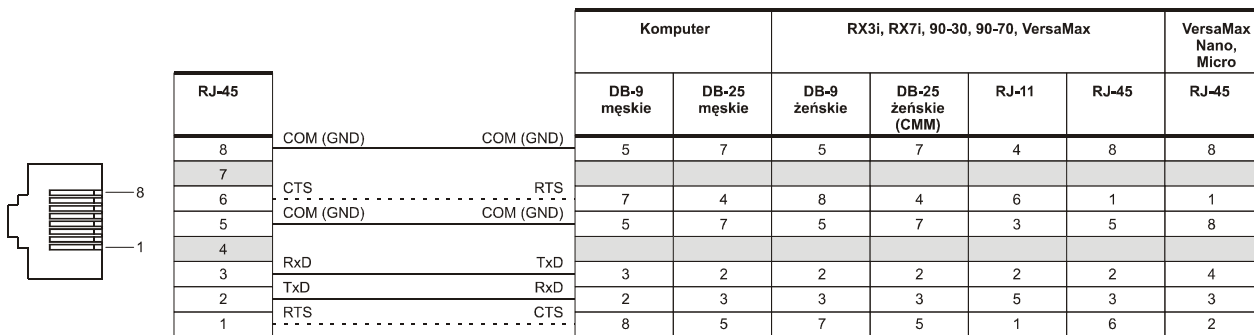 Komputer RX3i, RX7i, 90-30, 90-70, VersaMax VersaMax Nano, Micro
RJ-45 DB-9 męskie DB-25 męskie DB-9 żeńskie DB-25 żeńskie (CMM) RJ-11 RJ-45 RJ-45
8 COM (GND) COM (GND) 5 7 5 7 4 8 8
7
6 CTS RTS 7 4 8 4 6 1 1
5 COM (GND) COM (GND) 5 7 5 7 3 5 8
4
3 RxD TxD 3 2 2 2 2 2 4
2 TxD RxD 2 3 3 3 5 3 3
1 RTS CTS 8 5 7 5 1 6 2
8
1